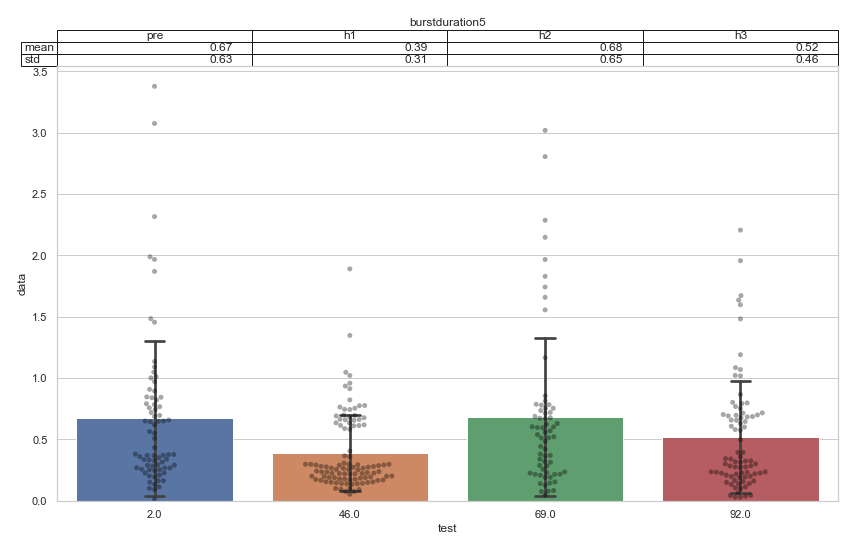 burstduration5
pre h1 h2 h3
mean 0.67 0.39 0.68 0.52
std 0.63 0.31 0.65 0.46
3.5
3.0
2.5
2.0
1.5
1.0
0.5
0.0
data
2.0 46.0 69.0 92.0
test